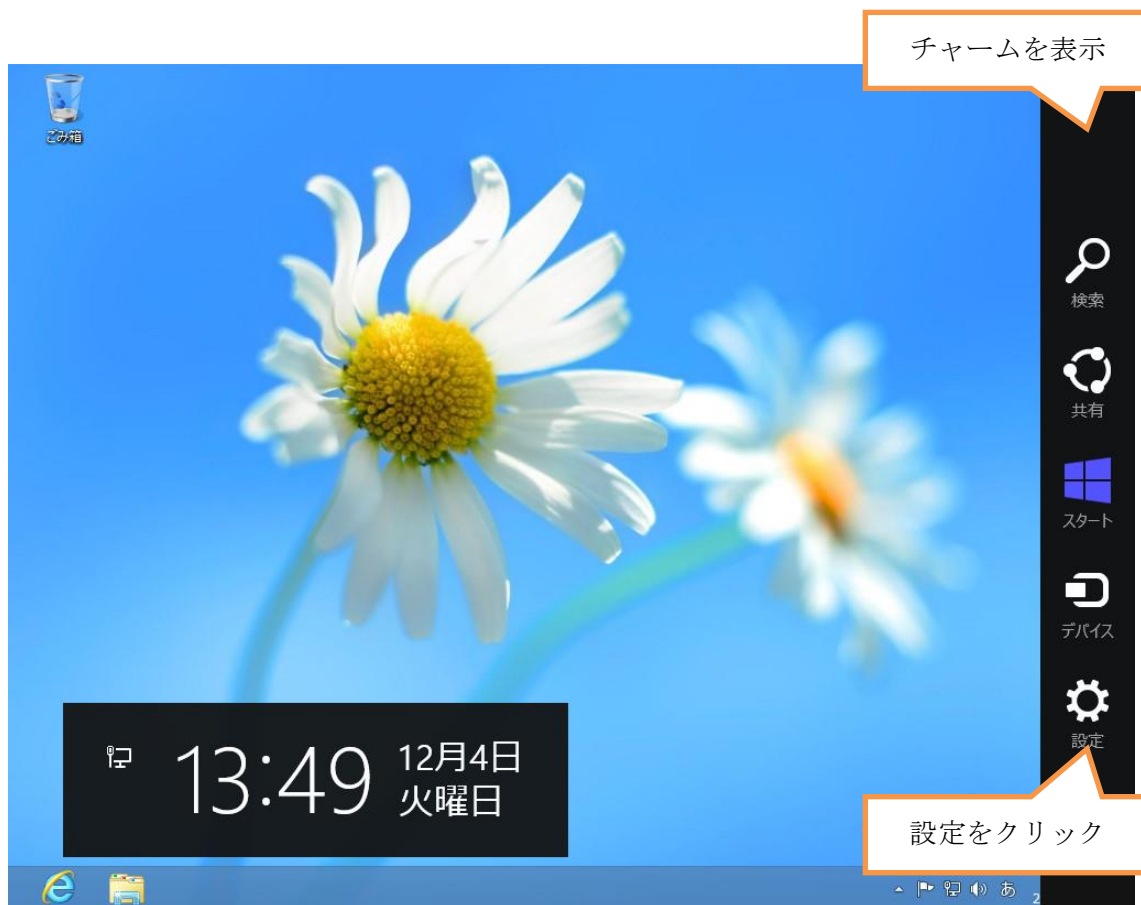 チャームを表示
ごみ箱
検索
共有
スタート
デバイス
設定
13:49
12月4日
火曜日
設定をクリック
あ
2